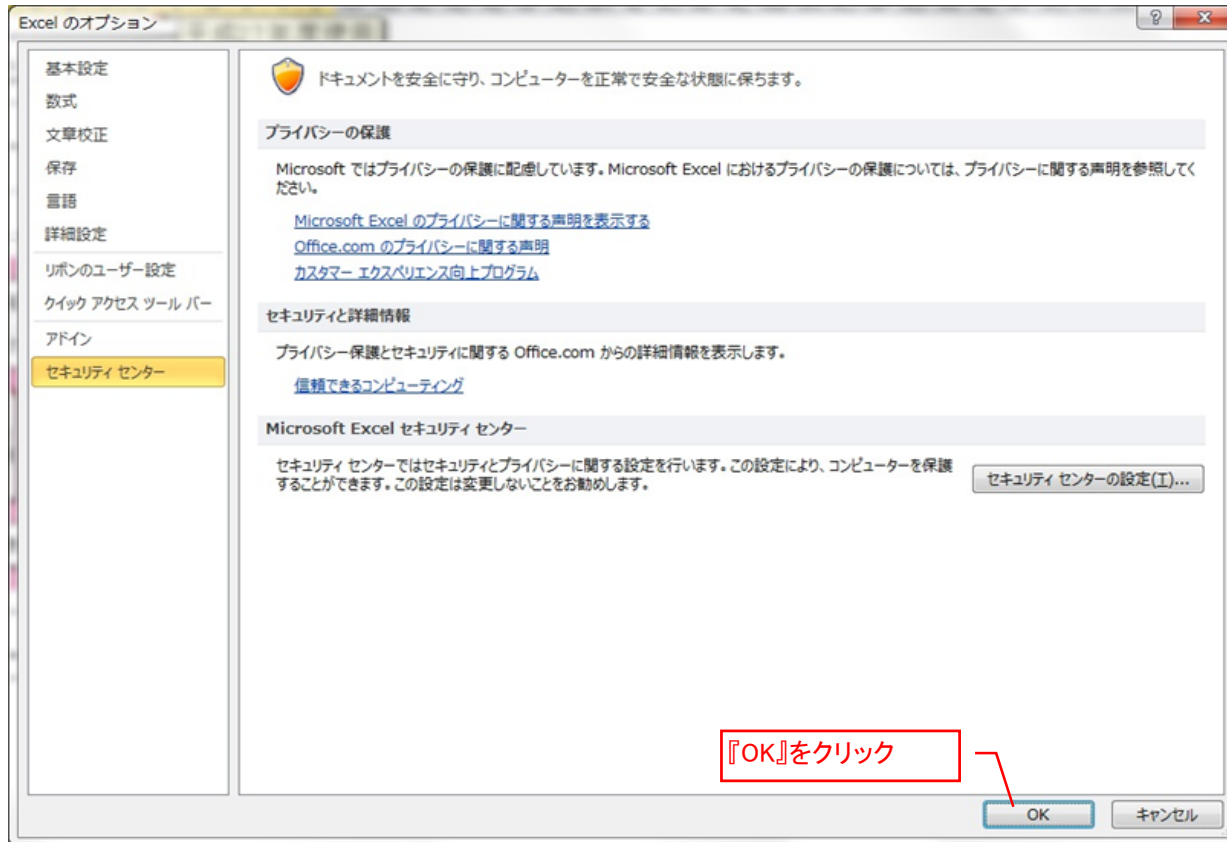 Excel のオプション
基本設定
数式
文章校正
保存
言語
詳細設定
リボンのユーザー設定
クイック アクセス ツール バー
アドイン
セキュリティ センター
ドキュメントを安全に守り、コンピューターを正常で安全な状態に保ちます。
プライバシーの保護
Microsoft ではプライバシーの保護に配慮しています。Microsoft Excel におけるプライバシーの保護については、プライバシーに関する声明を参照してく
ださい。
Microsoft Excel のプライバシーに関する声明を表示する
Office.com のプライバシーに関する声明
カスタマー エクスペリエンス向上プログラム
セキュリティと詳細情報
プライバシー保護とセキュリティに関する Office.com からの詳細情報を表示します。
信頼できるコンピューティング
Microsoft Excel セキュリティ センター
セキュリティ センターではセキュリティとプライバシーに関する設定を行います。この設定により、コンピューターを保護
することができます。この設定は変更しないことをお勧めします。
セキュリティ センターの設定(T)...
『OK』をクリック
OK
キャンセル